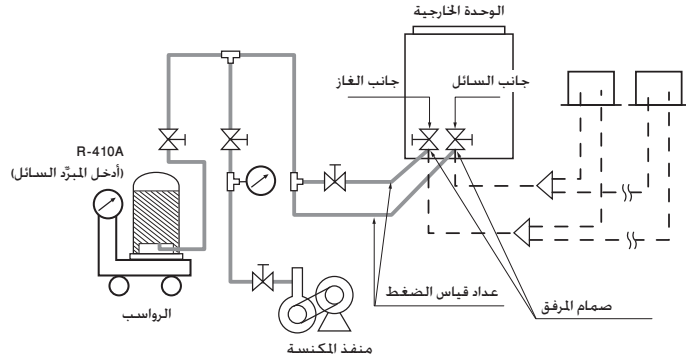 الوحدة الخارجية
جانب السائل
جانب الغاز
R-410A
(أدخل المبرِّد السائل)
عداد قياس الضغط
صمام المرفق
الرواسب
منفذ المكنسة